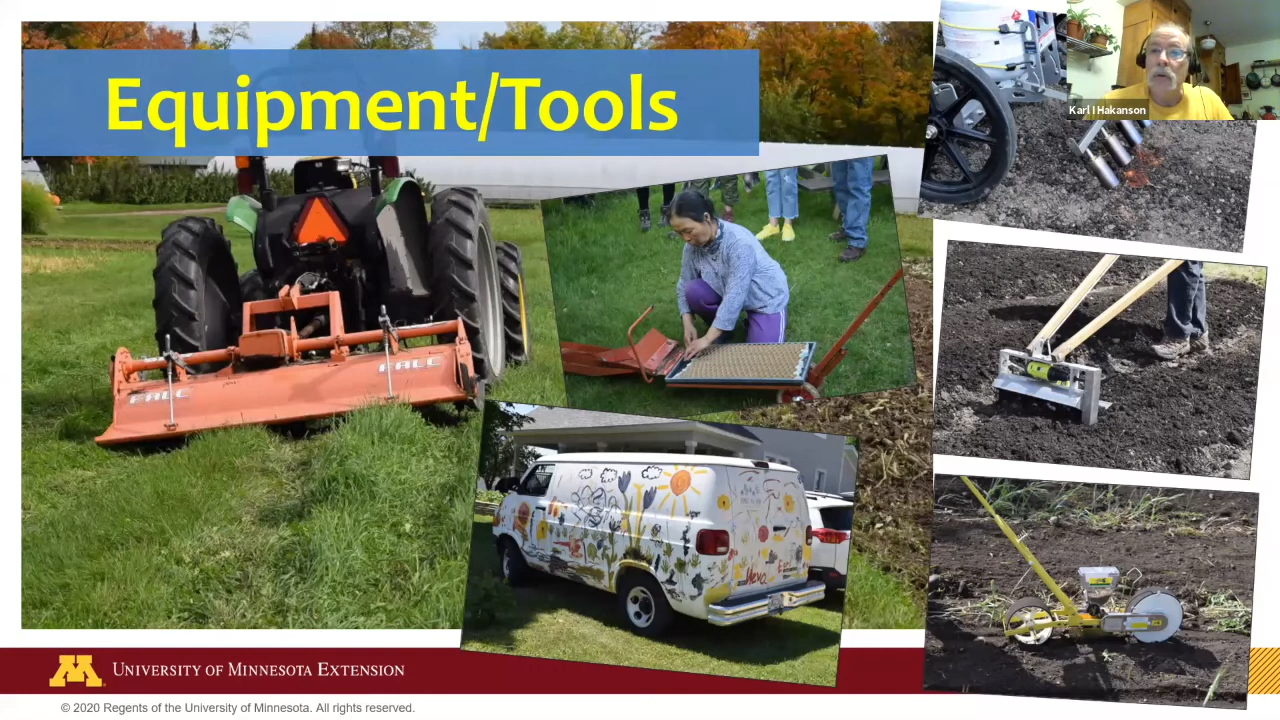 Equipment/Tools
Karl I Hakanson
FALC
FALC
UNIVERSITY OF MINNESOTA EXTENSION
© 2020 Regents of the University of Minnesota. All rights reserved.